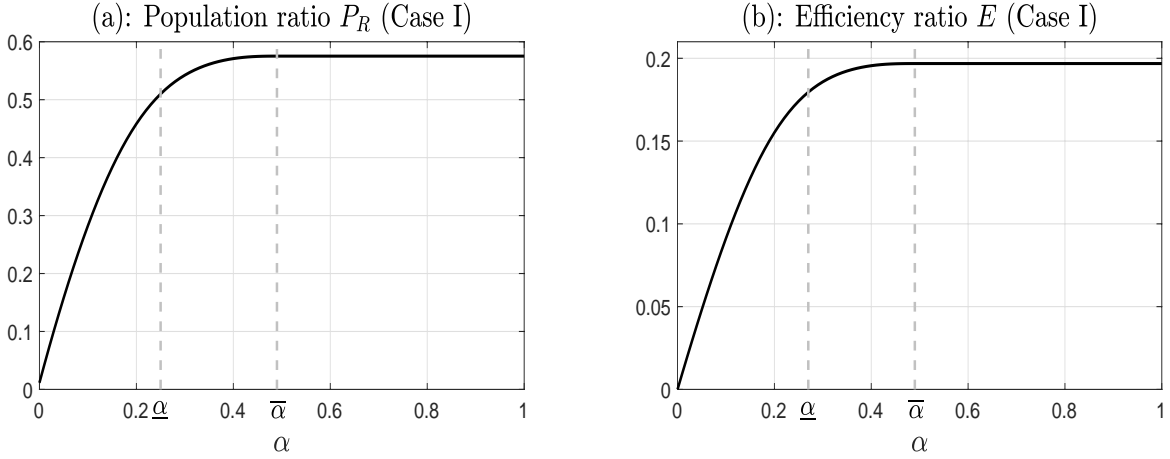 (a): Population ratio P_R (Case I)
0.6
0.5
0.4
0.3
0.2
0.1
0
0 0.2 α 0.4 α 0.6 0.8 1
α
(b): Efficiency ratio E (Case I)
0.2
0.15
0.1
0.05
0
0 0.2 α 0.4 α 0.6 0.8 1
α